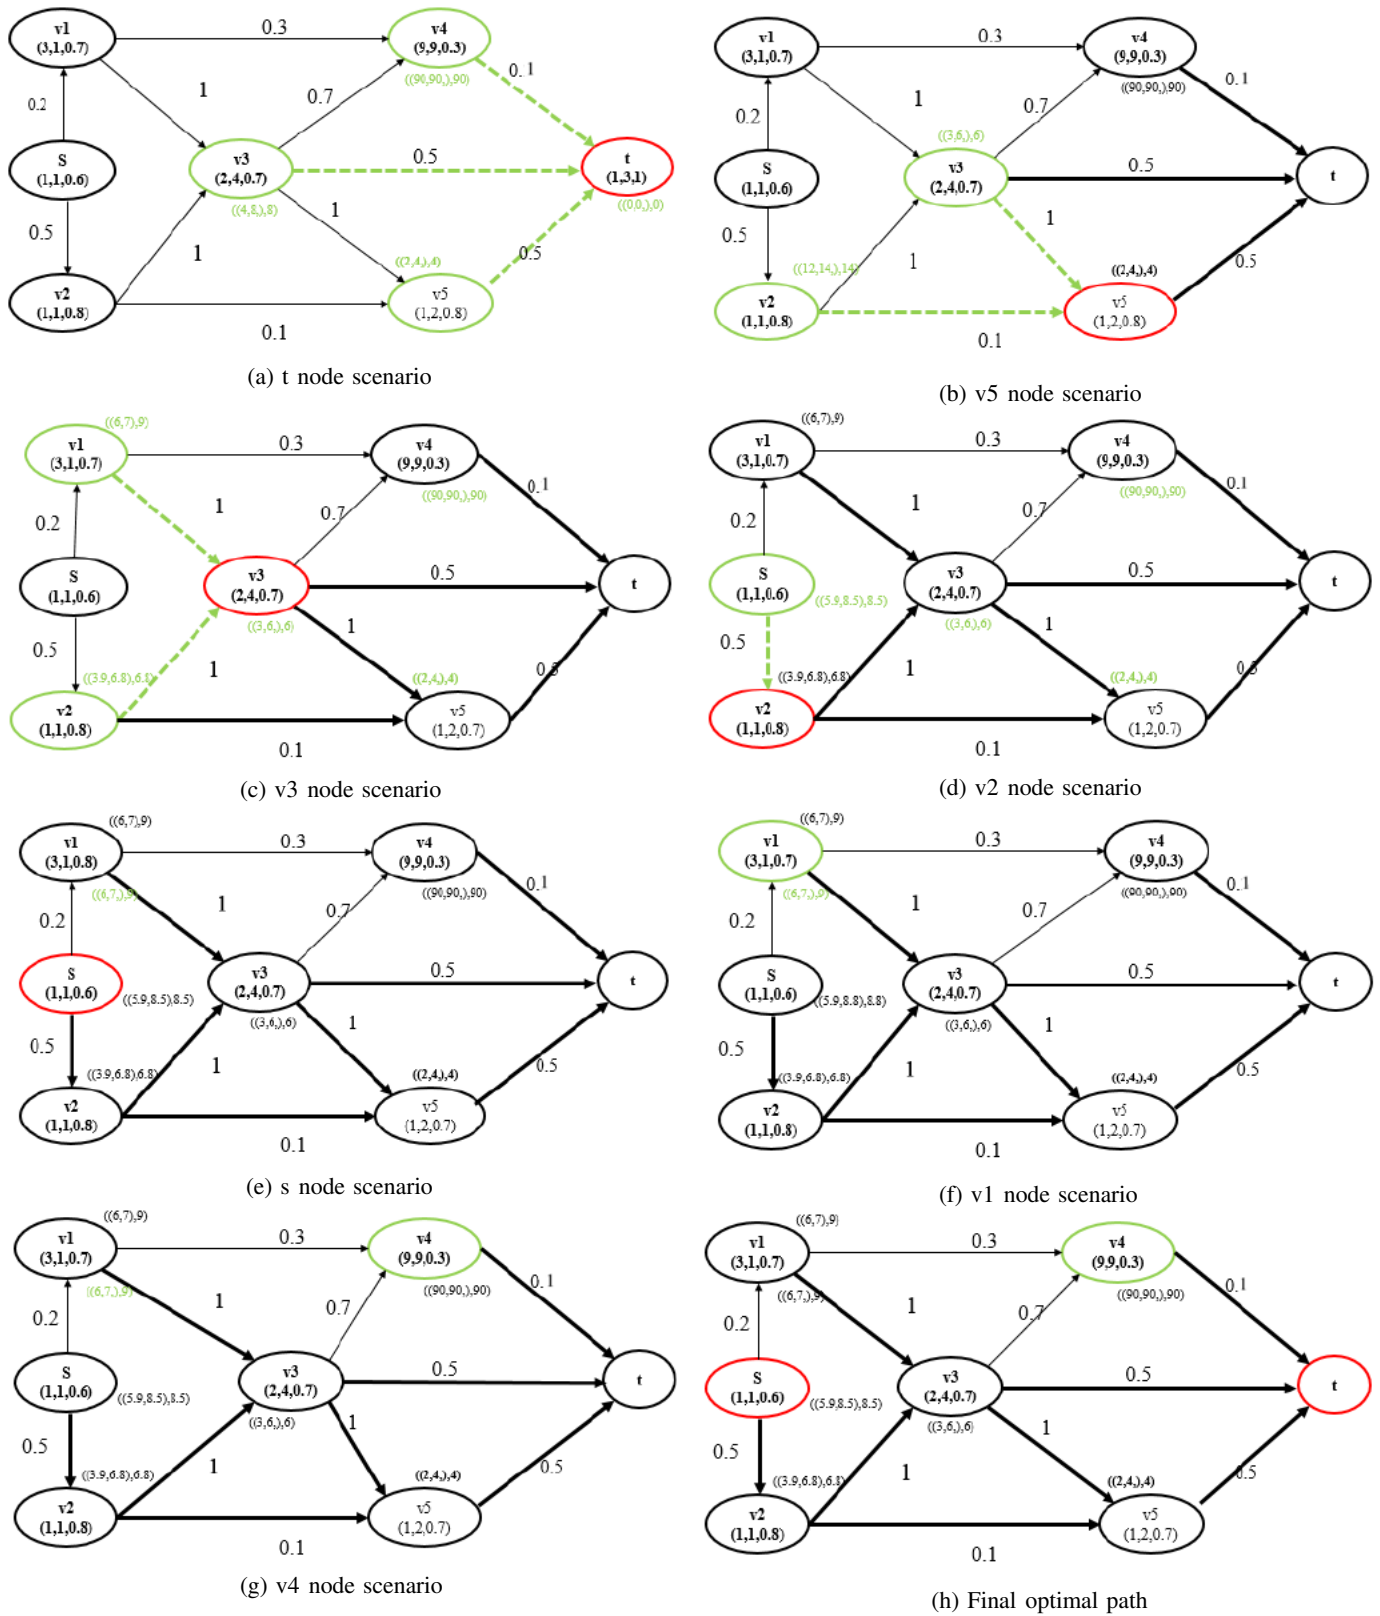 v1
(3,1,0.7)
0.3
v4
(9,9,0.3)
((90,90,),90)
0.1
0.2
1
0.7
S
(1,1,0.6)
v3
(2,4,0.7)
((4,8,),8)
0.5
t
(1,3,1)
((0,0,),0)
0.5
1
1
((2,4,),4)
0.5
v2
(1,1,0.8)
v5
(1,2,0.8)
0.1
(a) t node scenario
v1
(3,1,0.7)
0.3
v4
(9,9,0.3)
((90,90,),90)
0.1
0.2
1
0.7
((3,6,),6)
S
(1,1,0.6)
v3
(2,4,0.7)
0.5
t
0.5
1
1
((12,14,),14)
((2,4,),4)
0.5
v2
(1,1,0.8)
v5
(1,2,0.8)
0.1
(b) v5 node scenario
((6,7),9)
v1
(3,1,0.7)
0.3
v4
(9,9,0.3)
((90,90,),90)
0.1
0.2
1
0.7
S
(1,1,0.6)
v3
(2,4,0.7)
((3,6,),6)
0.5
t
0.5
1
1
((3.9,6.8),6.8)
((2,4,),4)
0.5
v2
(1,1,0.8)
v5
(1,2,0.7)
0.1
(c) v3 node scenario
((6,7),9)
v1
(3,1,0.7)
0.3
v4
(9,9,0.3)
((90,90,),90)
0.1
0.2
1
0.7
S
(1,1,0.6)
((5.9,8.5),8.5)
v3
(2,4,0.7)
((3,6,),6)
0.5
t
0.5
1
1
((3.9,6.8),6.8)
((2,4,),4)
v2
(1,1,0.8)
v5
(1,2,0.7)
0.1
(d) v2 node scenario
((6,7),9)
v1
(3,1,0.8)
((6,7,),9)
0.3
v4
(9,9,0.3)
((90,90,),90)
0.1
0.2
1
0.7
S
(1,1,0.6)
((5.9,8.5),8.5)
v3
(2,4,0.7)
((3,6,),6)
0.5
t
0.5
1
1
((3.9,6.8),6.8)
((2,4,),4)
0.5
v2
(1,1,0.8)
v5
(1,2,0.7)
0.1
(e) s node scenario
((6,7),9)
v1
(3,1,0.7)
((6,7,),9)
0.3
v4
(9,9,0.3)
((90,90,),90)
0.1
0.2
1
0.7
S
(1,1,0.6)
((5.9,8.8),8.8)
v3
(2,4,0.7)
((3,6,),6)
0.5
t
0.5
1
1
((3.9,6.8),6.8)
((2,4,),4)
0.5
v2
(1,1,0.8)
v5
(1,2,0.7)
0.1
(f) v1 node scenario
((6,7),9)
v1
(3,1,0.7)
((6,7,),9)
0.3
v4
(9,9,0.3)
((90,90,),90)
0.1
0.2
1
0.7
S
(1,1,0.6)
((5.9,8.5),8.5)
v3
(2,4,0.7)
((3,6,),6)
0.5
t
0.5
1
1
((3.9,6.8),6.8)
((2,4,),4)
0.5
v2
(1,1,0.8)
v5
(1,2,0.7)
0.1
(g) v4 node scenario
((6,7),9)
v1
(3,1,0.7)
((6,7,),9)
0.3
v4
(9,9,0.3)
((90,90,),90)
0.1
0.2
1
0.7
S
(1,1,0.6)
((5.9,8.5),8.5)
v3
(2,4,0.7)
((3,6,),6)
0.5
t
0.5
1
1
((3.9,6.8),6.8)
((2,4,),4)
0.5
v2
(1,1,0.8)
v5
(1,2,0.7)
0.1
(h) Final optimal path